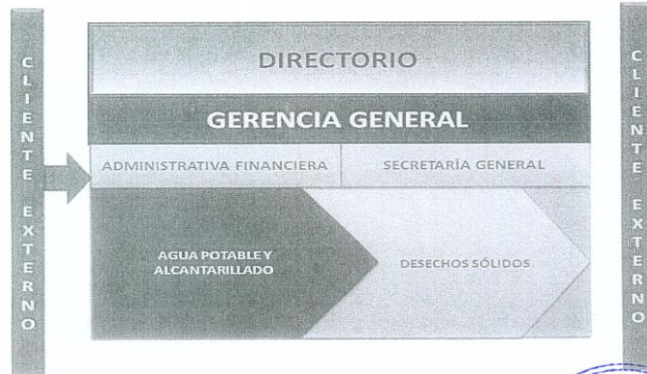 CLIENTE EXTERNO
DIRECTORIO
GERENCIA GENERAL
ADMINISTRATIVA FINANCIERA
SECRETARÍA GENERAL
AGUA POTABLE Y
ALCANTARILLADO
DESECHOS SÓLIDOS
CLIENTE EXTERNO